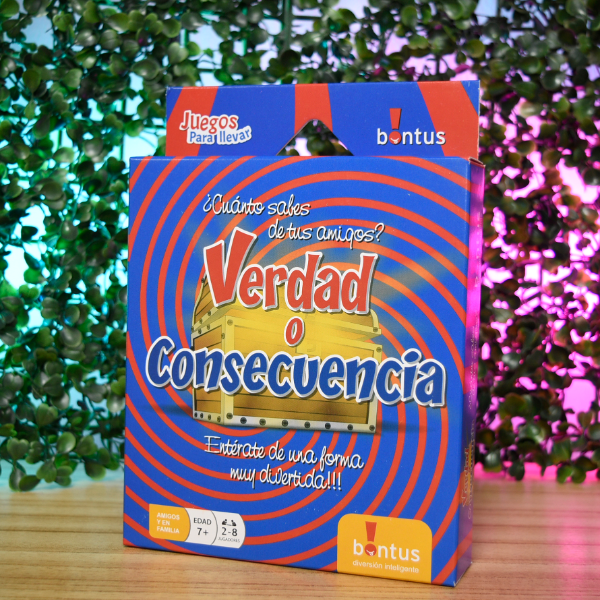 Juegos
Para llevar
bontus
¿Cuánto sabes
de tus amigos?
Verdad
o
Consecuencia
Entérate de una forma
muy divertida!!!
AMIGOS
Y EN
FAMILIA
EDAD
7+
2-8
JUGADORES
bontus
diversión inteligente